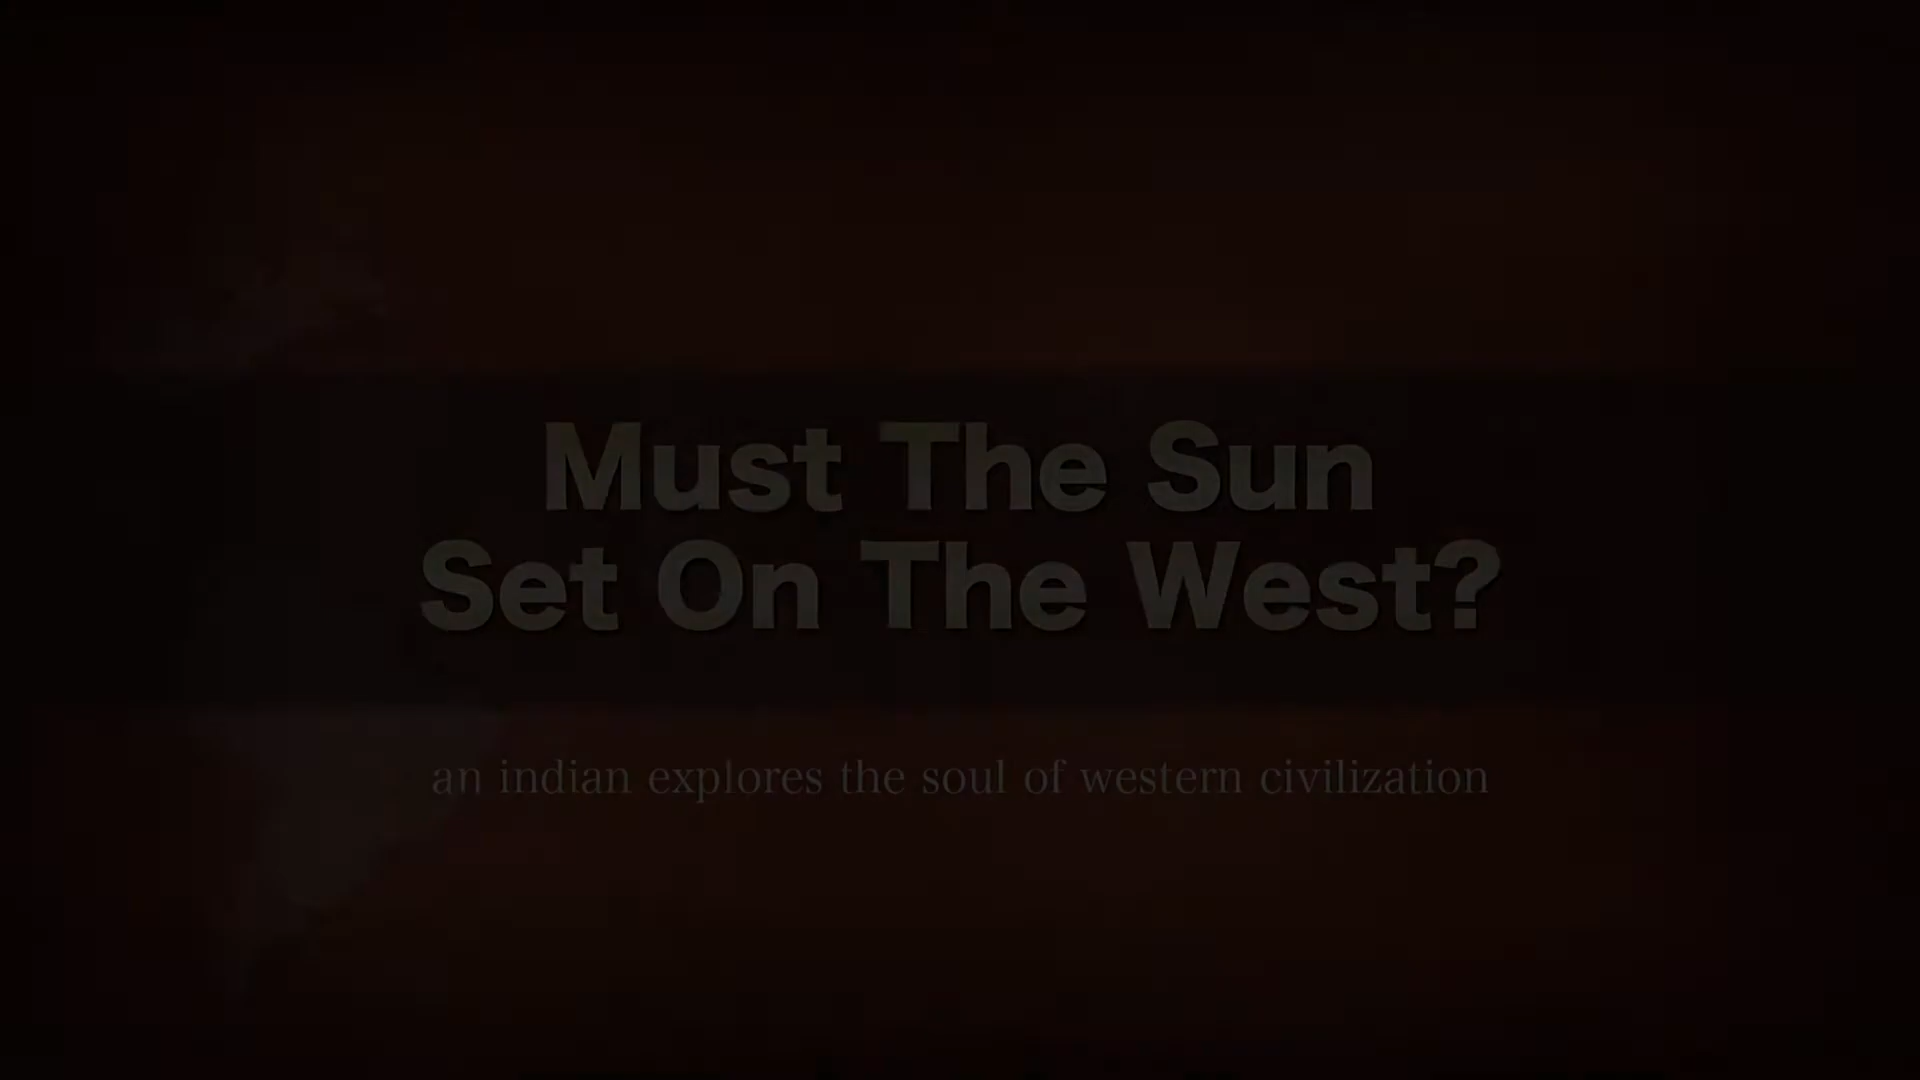 Must The Sun
Set On The West?
an indian explores the soul of western civilization